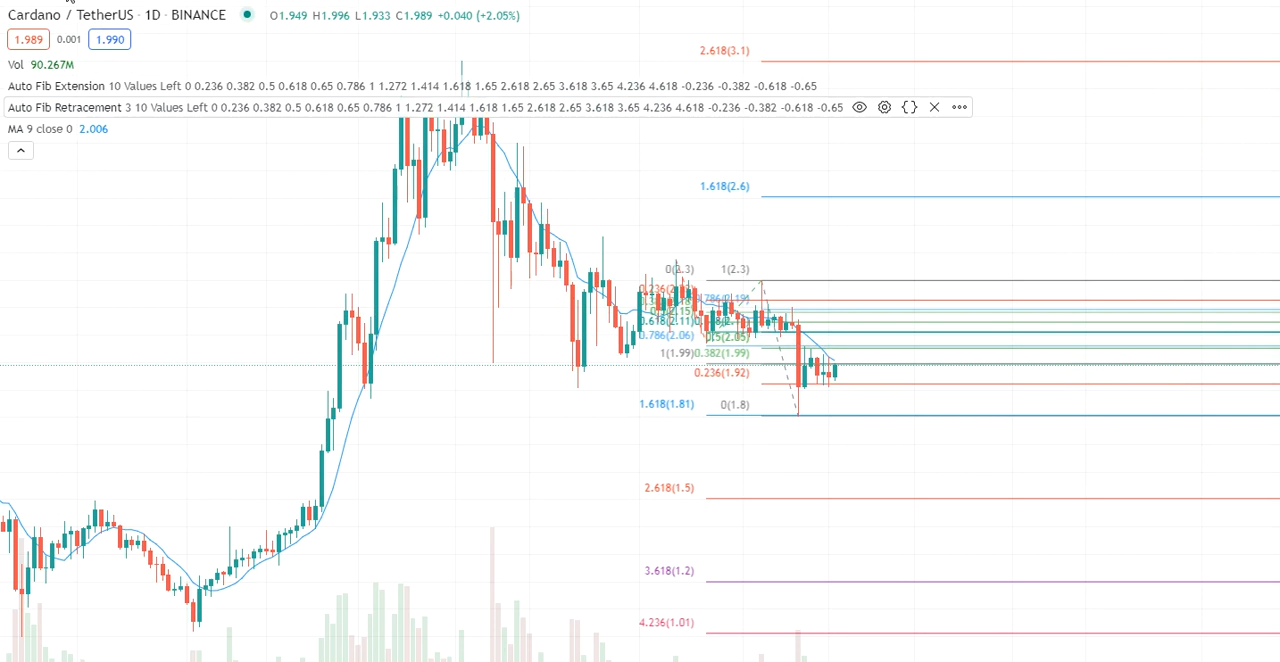 Cardano / TetherUS · 1D · BINANCE O1.949 H1.996 L1.933 C1.989 +0.040 (+2.05%)
1.989 0.001 1.990
Vol 90.267M
Auto Fib Extension 10 Values Left 0 0.236 0.382 0.5 0.618 0.65 0.786 1 1.272 1.414 1.618 1.65 2.618 2.65 3.618 3.65 4.236 4.618 -0.236 -0.382 -0.618 -0.65
Auto Fib Retracement 3 10 Values Left 0 0.236 0.382 0.5 0.618 0.65 0.786 1 1.272 1.414 1.618 1.65 2.618 2.65 3.618 3.65 4.236 4.618 -0.236 -0.382 -0.618 -0.65
MA 9 close 0 2.006
2.618(3.1)
1.618(2.6)
0(2.3) 1(2.3)
0.618(2.11)
0.786(2.06) 0.5(2.05)
1(1.99) 0.382(1.99)
0.236(1.92)
1.618(1.81) 0(1.8)
2.618(1.5)
3.618(1.2)
4.236(1.01)